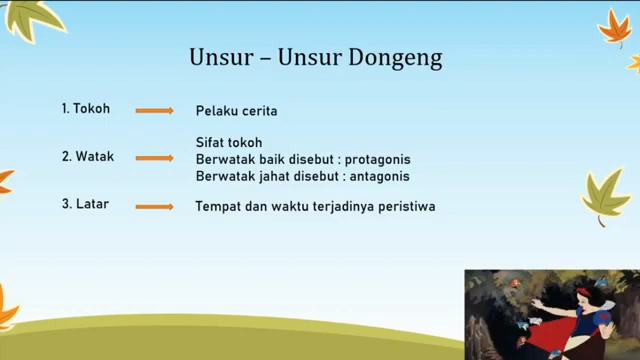 Unsur – Unsur Dongeng
1. Tokoh
Pelaku cerita
2. Watak
Sifat tokoh
Berwatak baik disebut : protagonis
Berwatak jahat disebut : antagonis
3. Latar
Tempat dan waktu terjadinya peristiwa